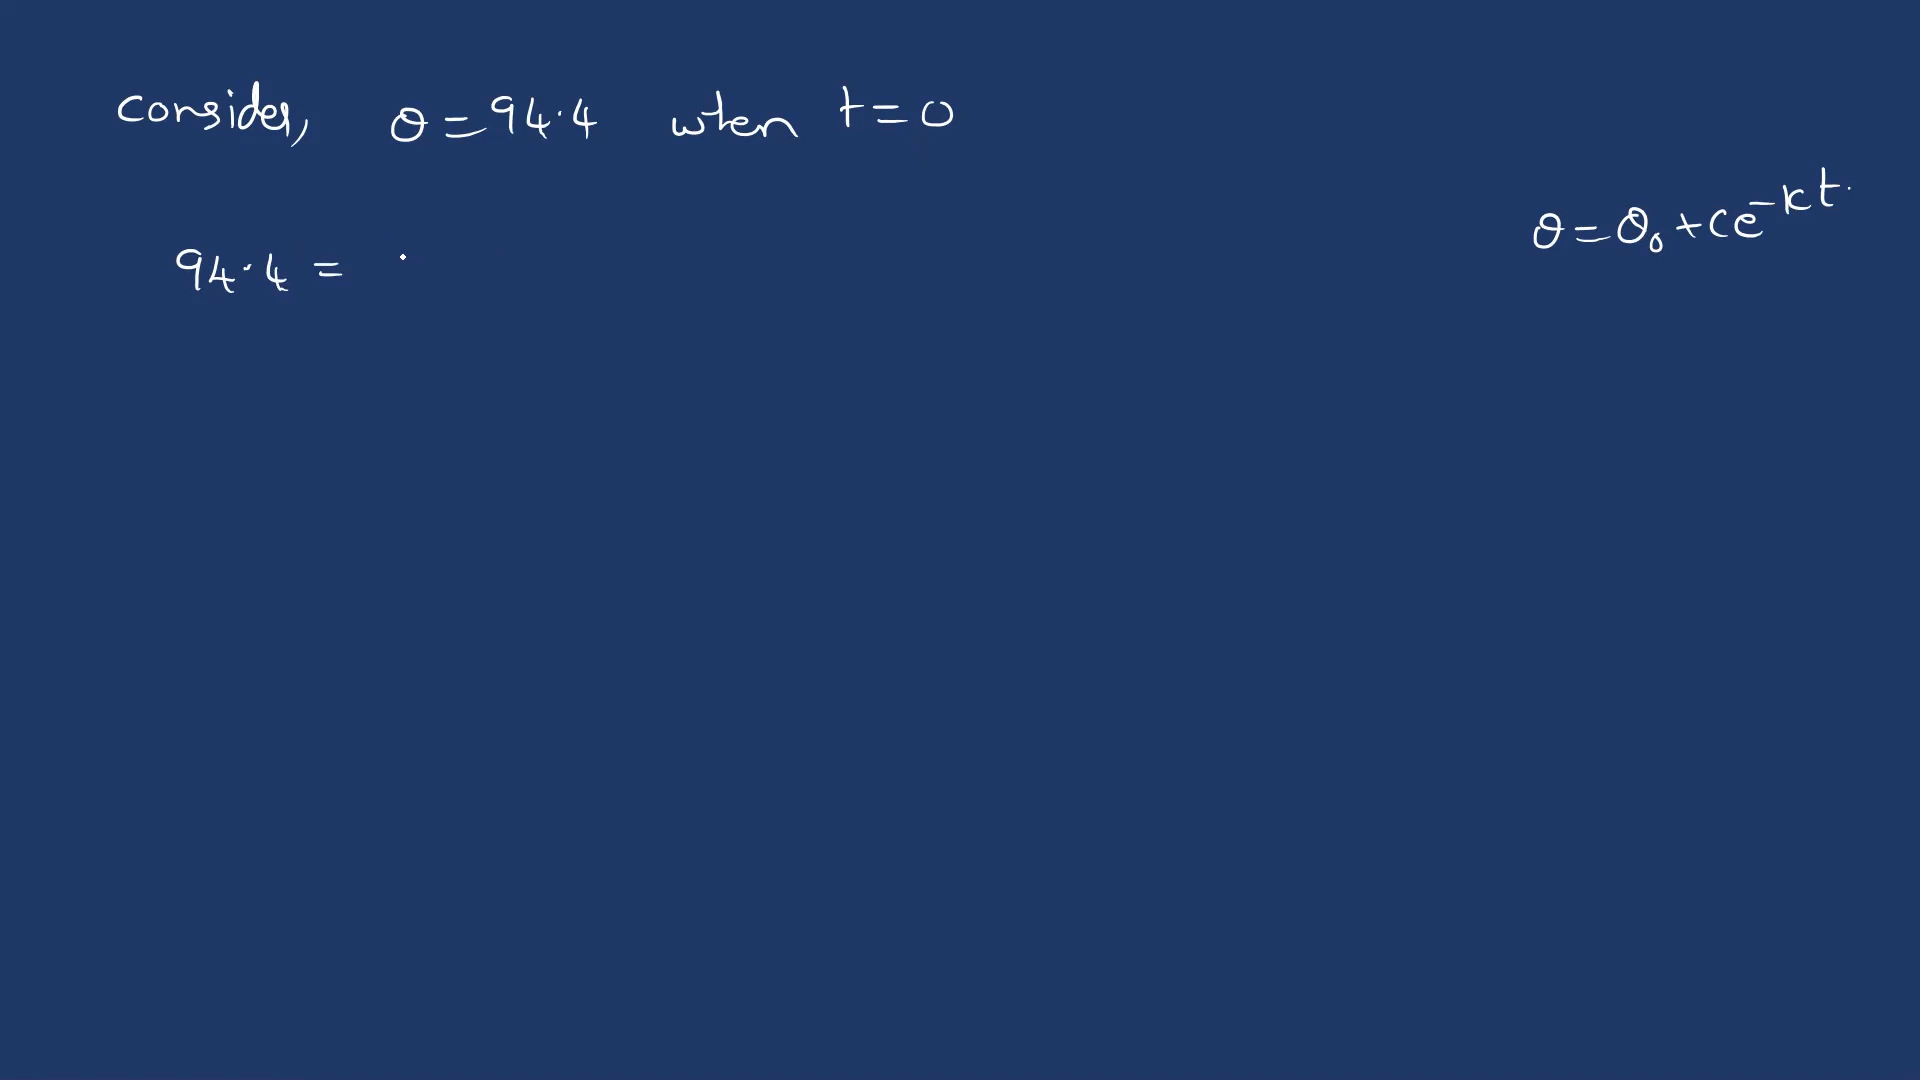 Consider, θ = 94.4 when t = 0
θ = θ₀ + ce^{-kt}.
94.4 =